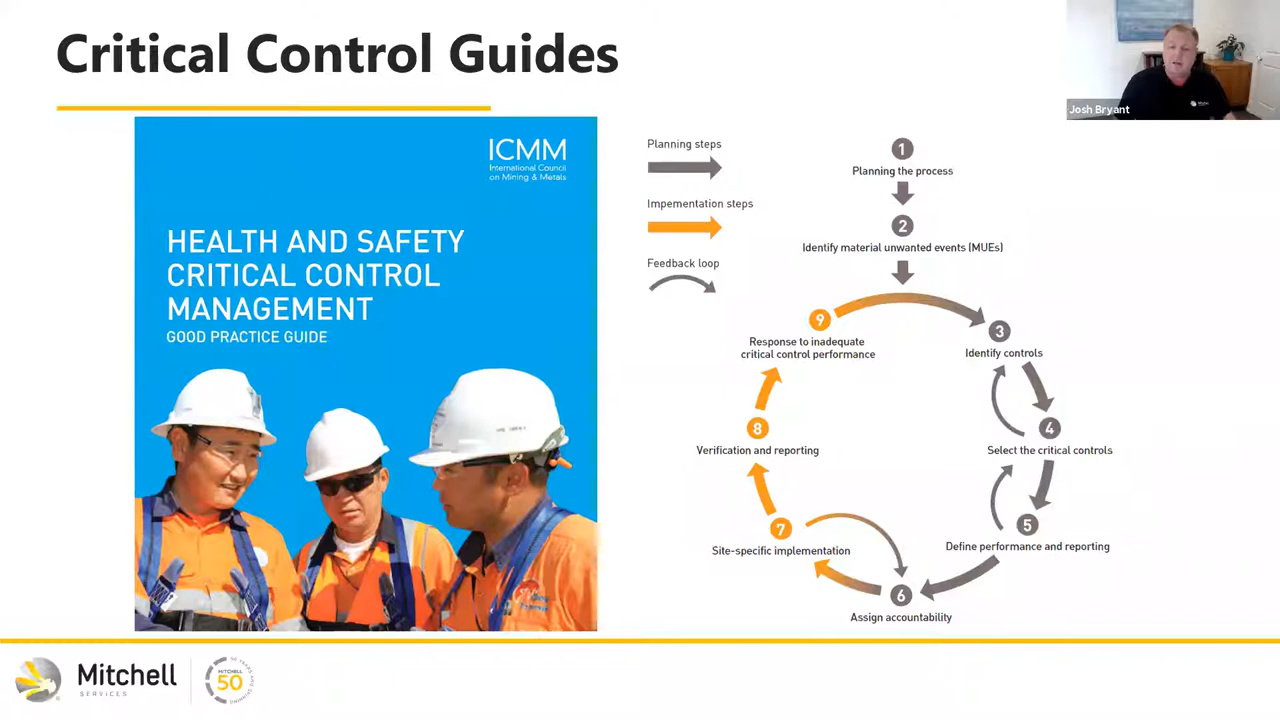 Critical Control Guides
Josh Bryant
ICMM
International Council
on Mining & Metals
HEALTH AND SAFETY
CRITICAL CONTROL
MANAGEMENT
GOOD PRACTICE GUIDE
Planning steps
Impementation steps
Feedback loop
1
Planning the process
2
Identify material unwanted events (MUEs)
3
Identify controls
4
Select the critical controls
5
Define performance and reporting
6
Assign accountability
7
Site-specific implementation
8
Verification and reporting
9
Response to inadequate
critical control performance
Mitchell
SERVICES
MITCHELL
50